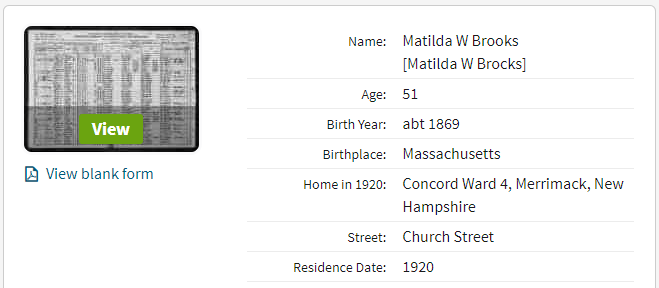 View
View blank form
Name: Matilda W Brooks
[Matilda W Brocks]
Age: 51
Birth Year: abt 1869
Birthplace: Massachusetts
Home in 1920: Concord Ward 4, Merrimack, New
Hampshire
Street: Church Street
Residence Date: 1920